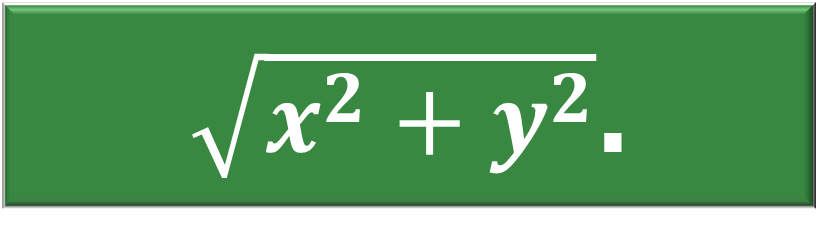 √(x² + y²).